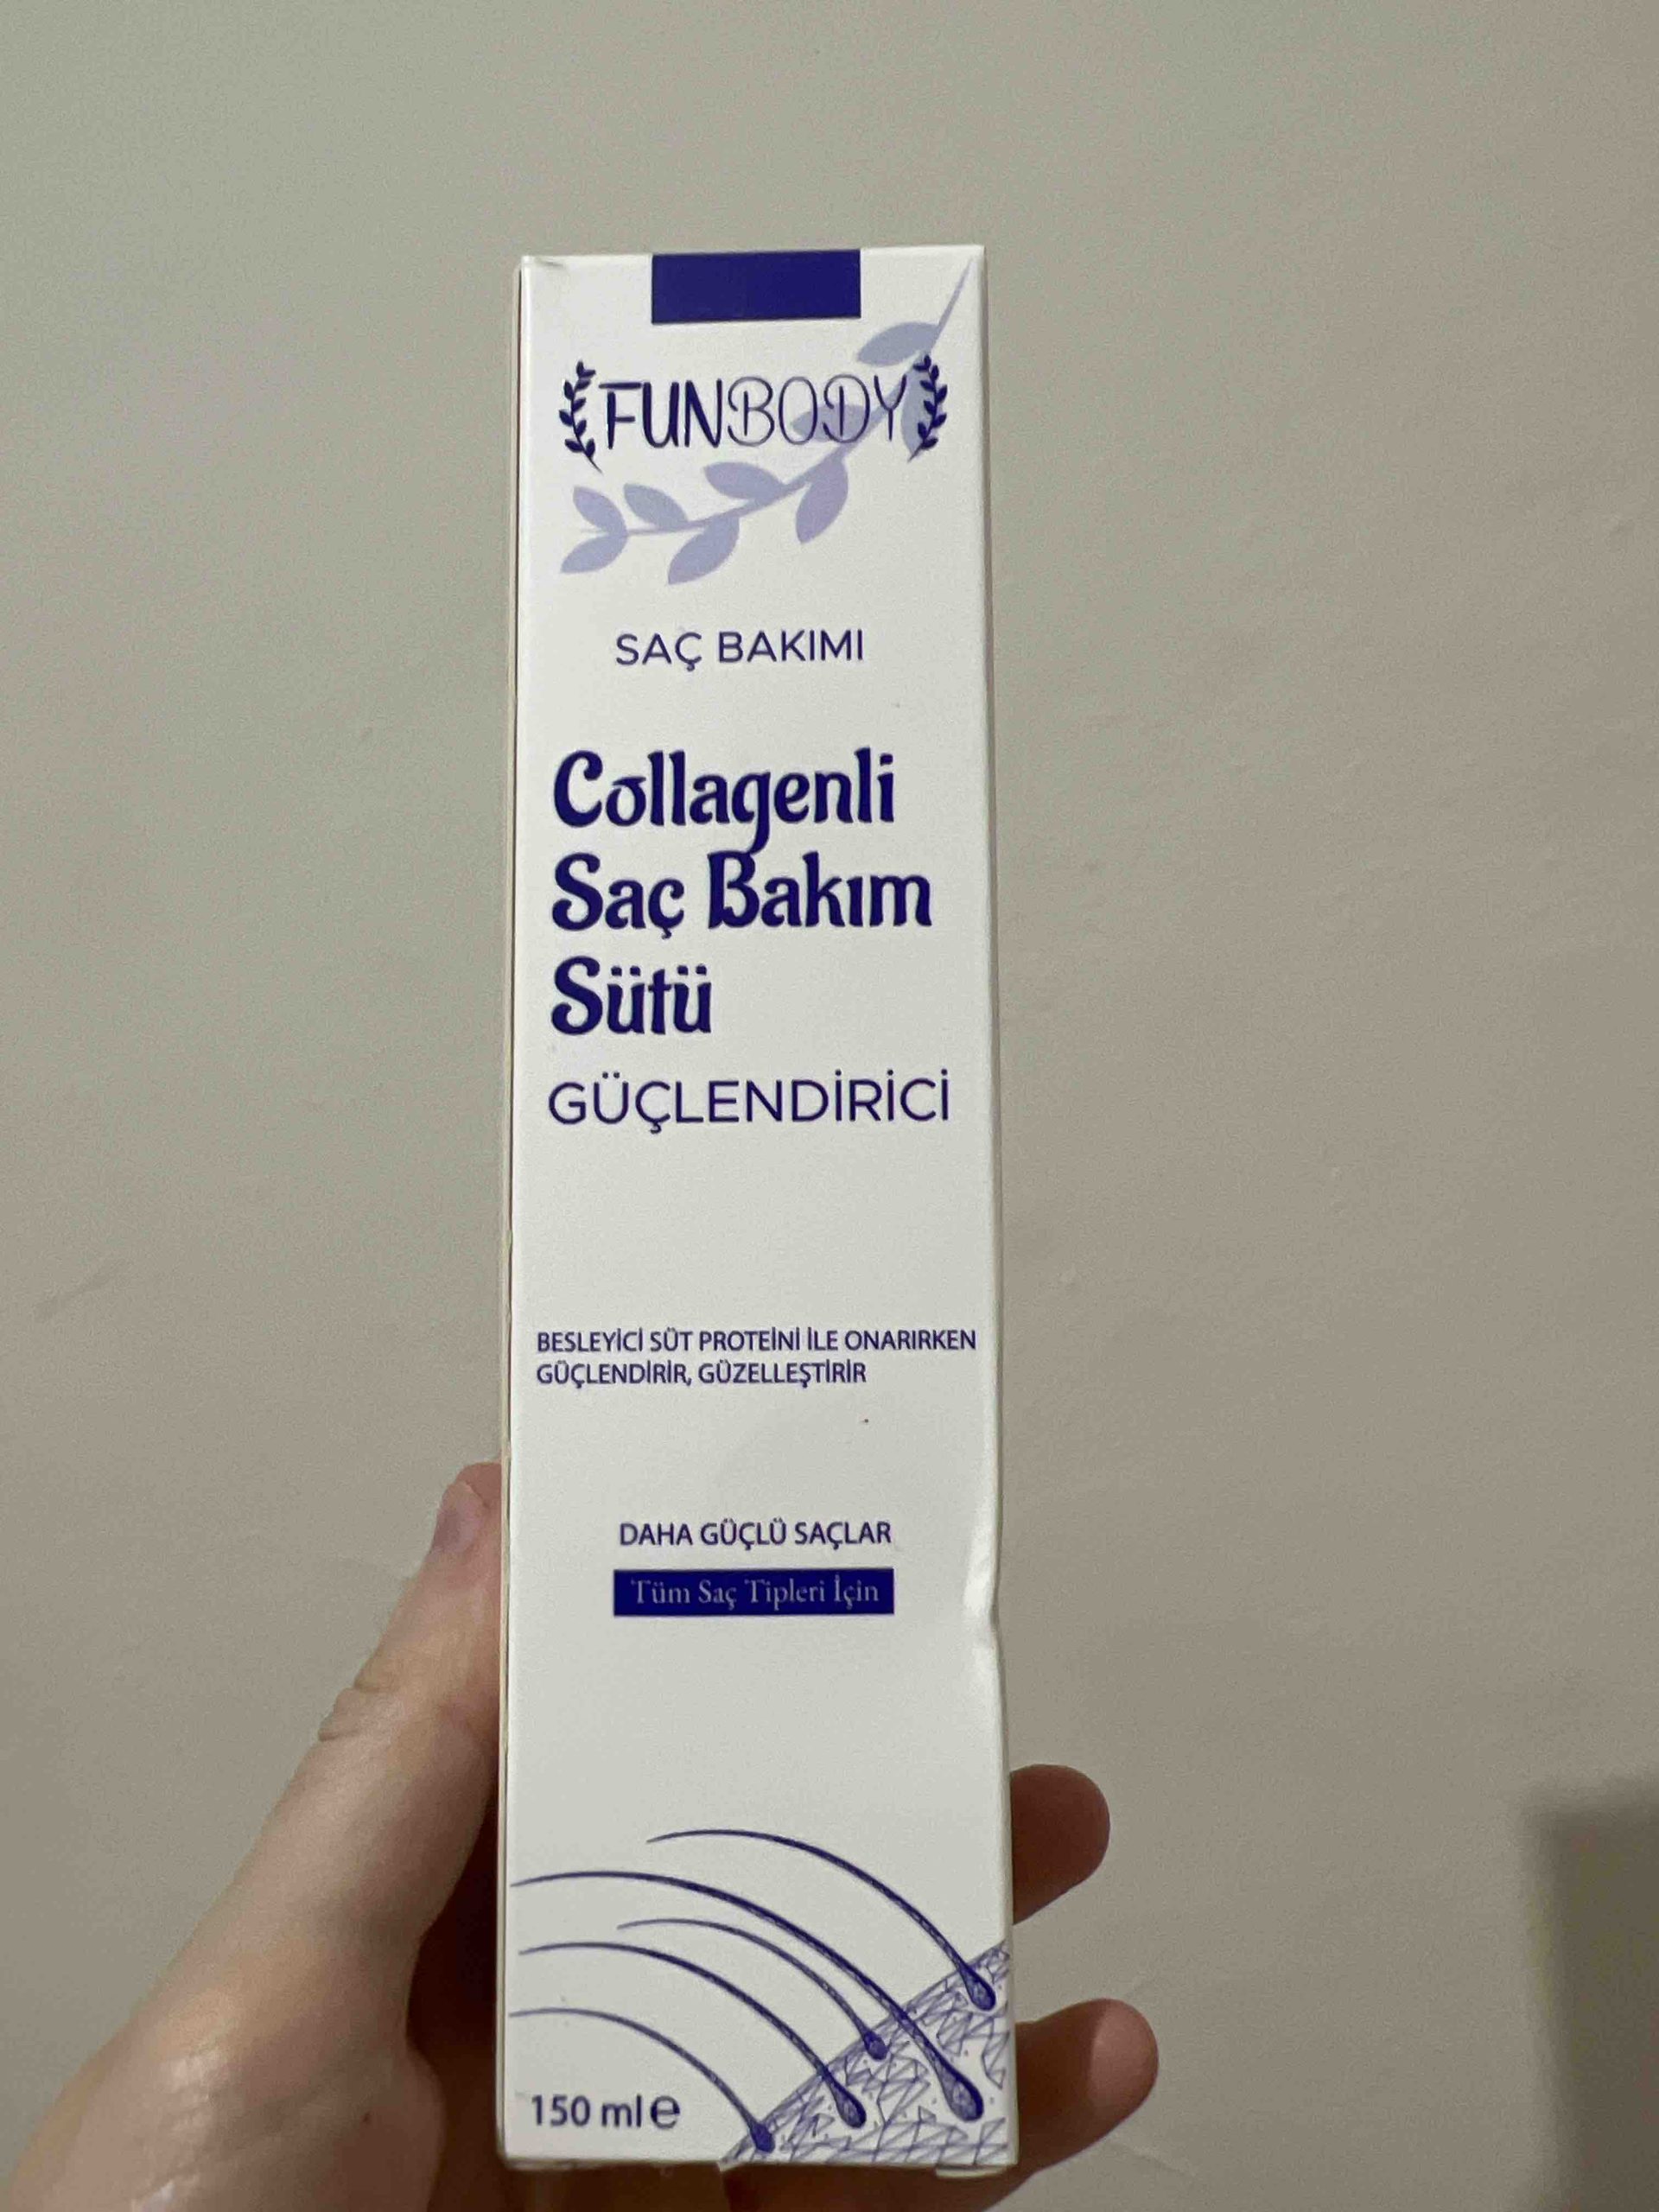 FUNBODY
SAÇ BAKIMI
Collagenli
Saç Bakım
Sütü
GÜÇLENDİRİCİ
BESLEYİCİ SÜT PROTEİNİ İLE ONARIRKEN
GÜÇLENDİRİR, GÜZELLEŞTİRİR
DAHA GÜÇLÜ SAÇLAR
Tüm Saç Tipleri İçin
150 ml e